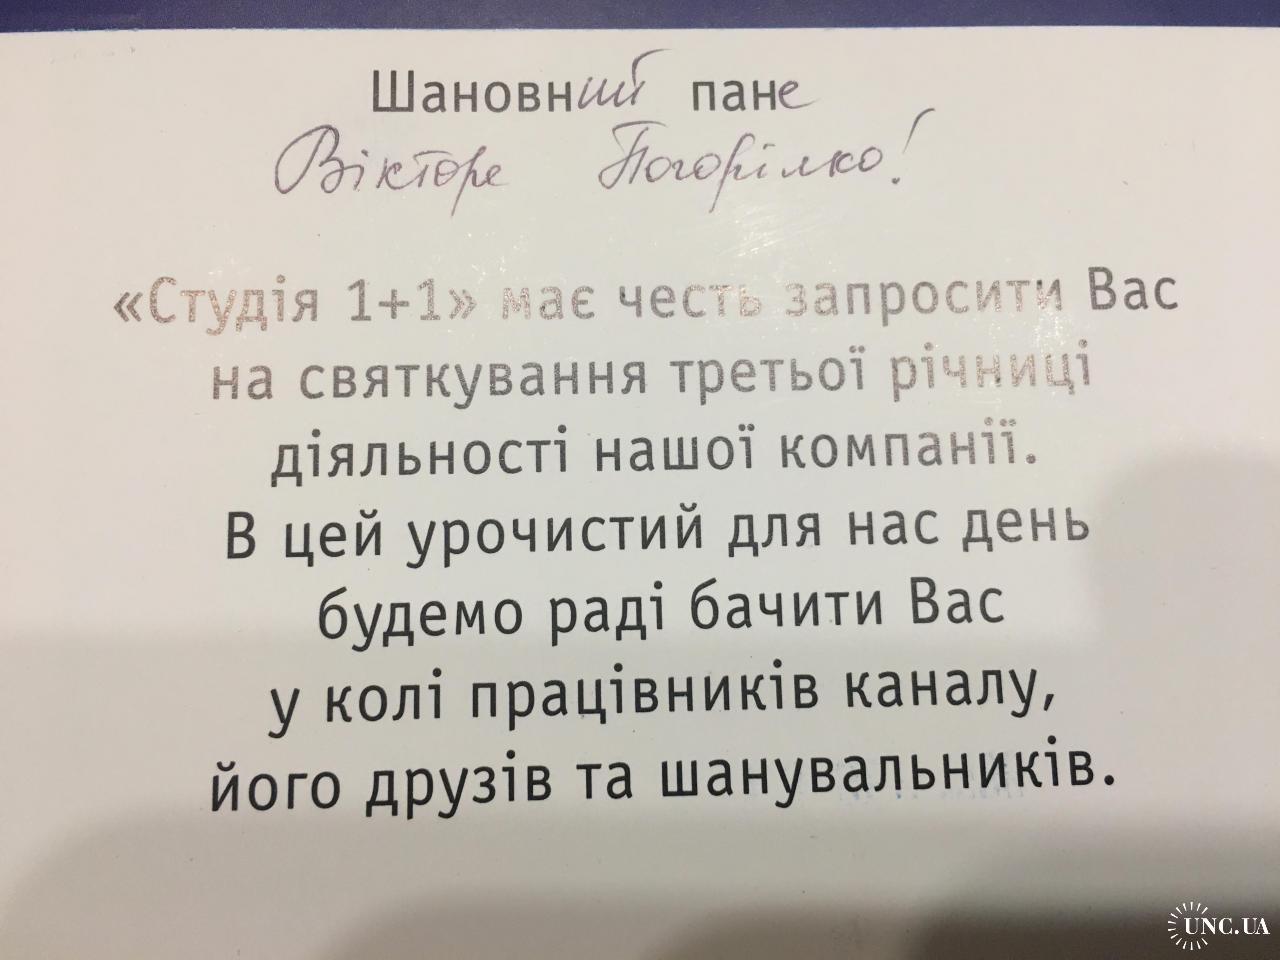 Шановний пане
Вікторе Погорілко!
«Студія 1+1» має честь запросити Вас
на святкування третьої річниці
діяльності нашої компанії.
В цей урочистий для нас день
будемо раді бачити Вас
у колі працівників каналу,
його друзів та шанувальників.
UNC.UA